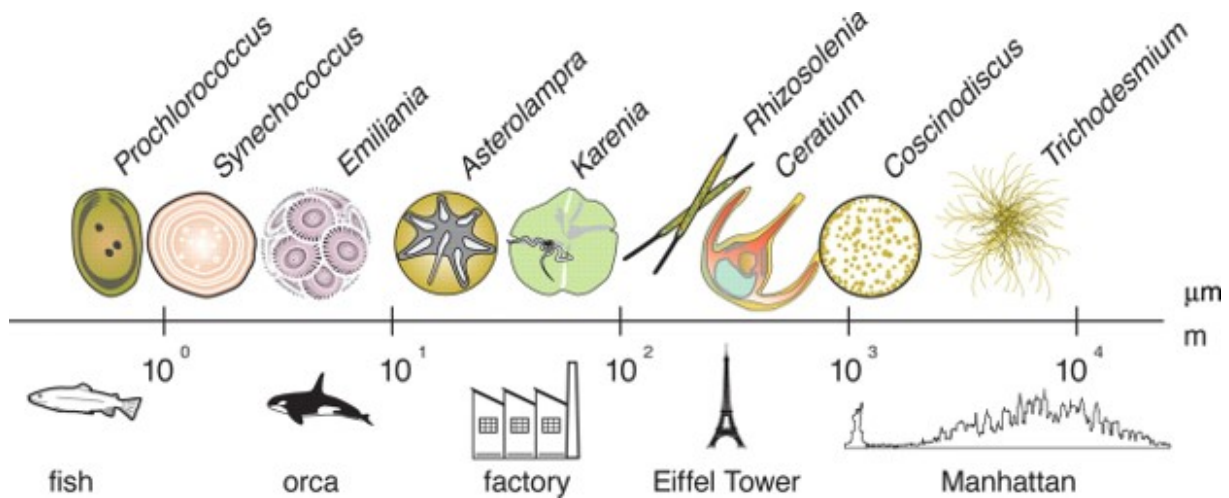 Prochlorococcus
Synechococcus
Emiliania
Asterolampra
Karenia
Rhizosolenia
Ceratium
Coscinodiscus
Trichodesmium
μm
m
10⁰ 10¹ 10² 10³ 10⁴
fish orca factory Eiffel Tower Manhattan